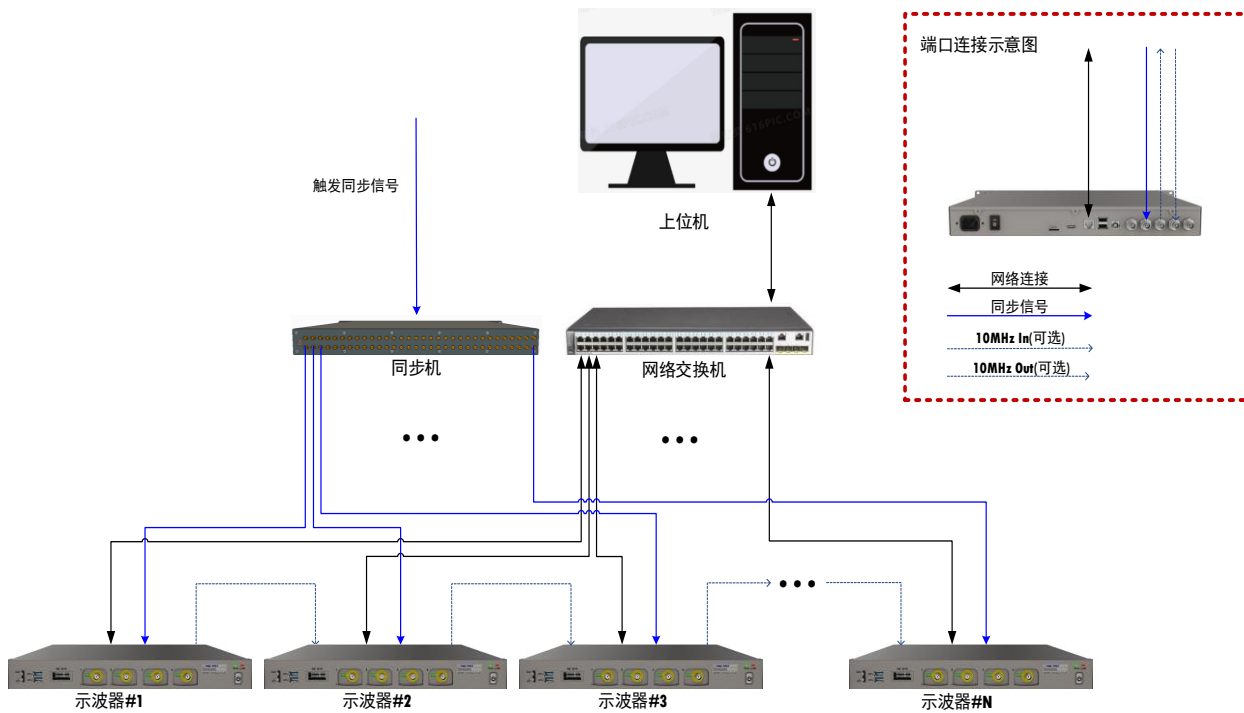 端口连接示意图
616PIC.COM
触发同步信号
上位机
网络连接
同步信号
10MHz In(可选)
10MHz Out(可选)
同步机
网络交换机
示波器#1
示波器#2
示波器#3
示波器#N